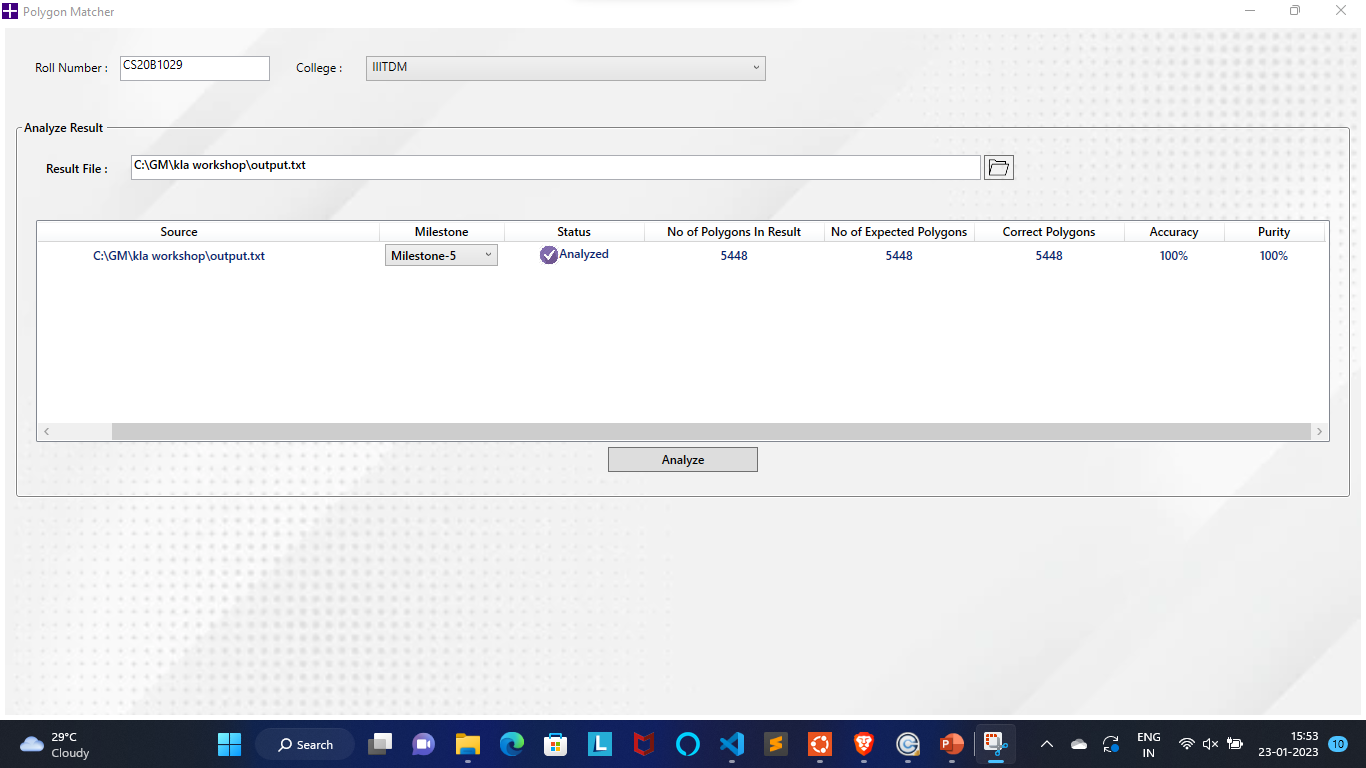 Polygon Matcher
Roll Number : CS20B1029 College : IIITDM
Analyze Result
Result File : C:\GM\kla workshop\output.txt
Source Milestone Status No of Polygons In Result No of Expected Polygons Correct Polygons Accuracy Purity
C:\GM\kla workshop\output.txt Milestone-5 Analyzed 5448 5448 5448 100% 100%
Analyze
29°C
Cloudy
Search
ENG
IN
15:53
23-01-2023
10